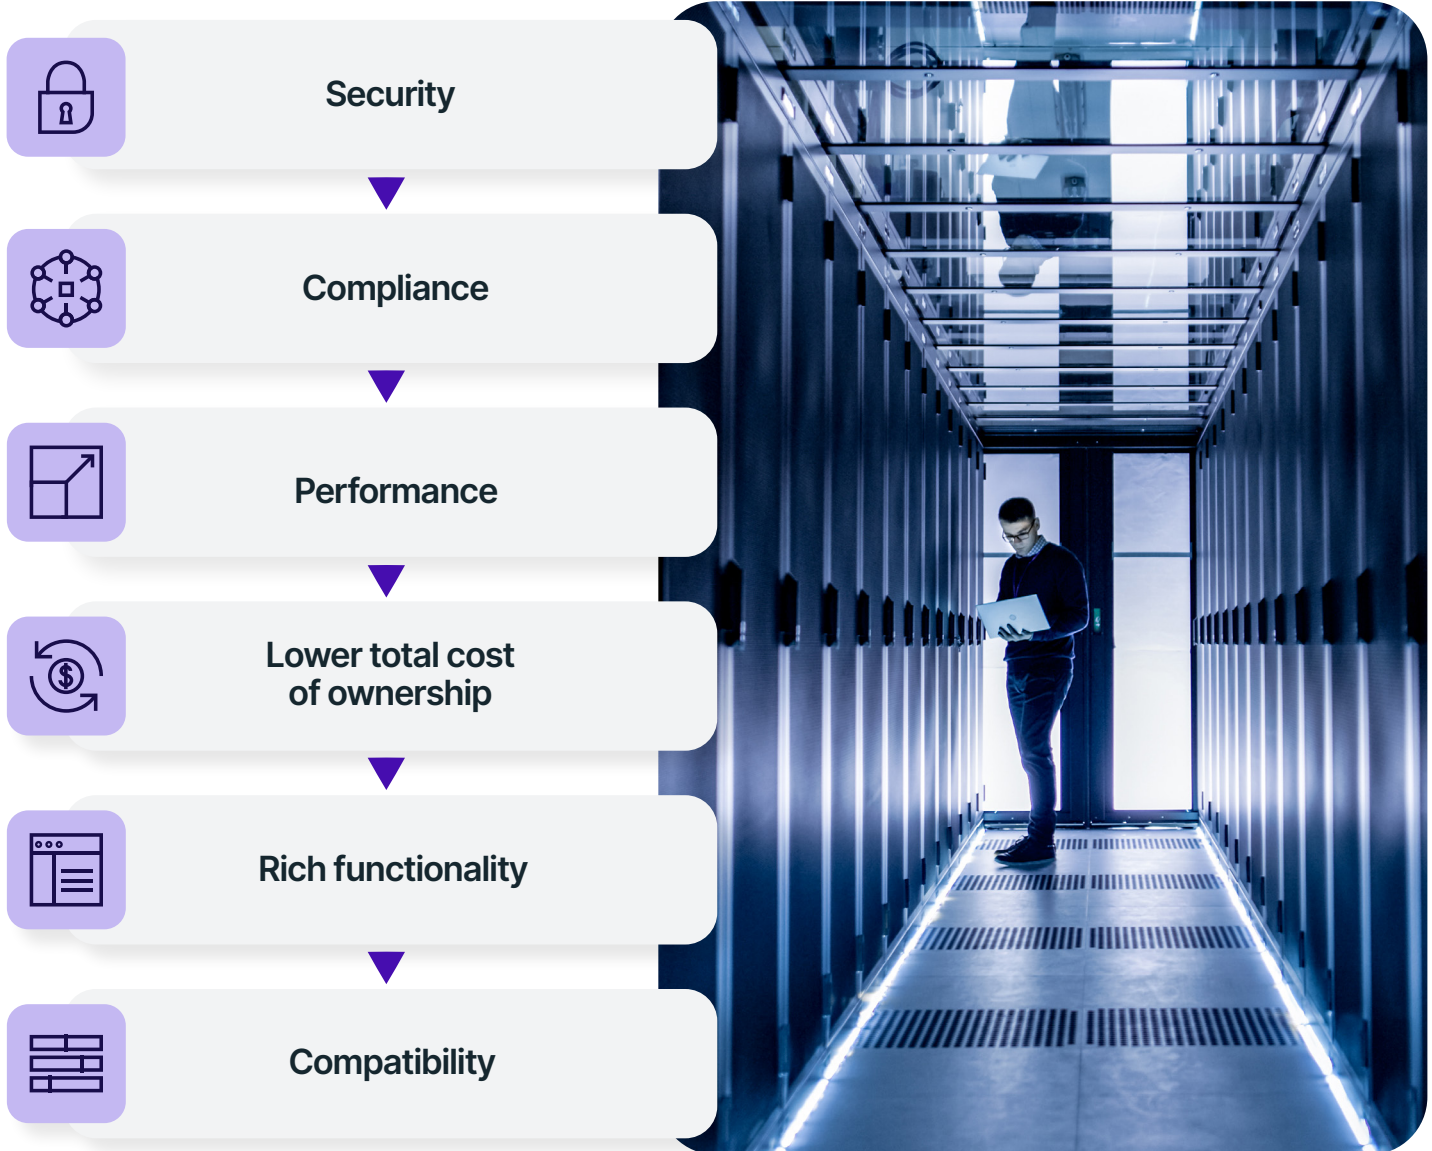 Security
Compliance
Performance
Lower total cost
of ownership
Rich functionality
Compatibility